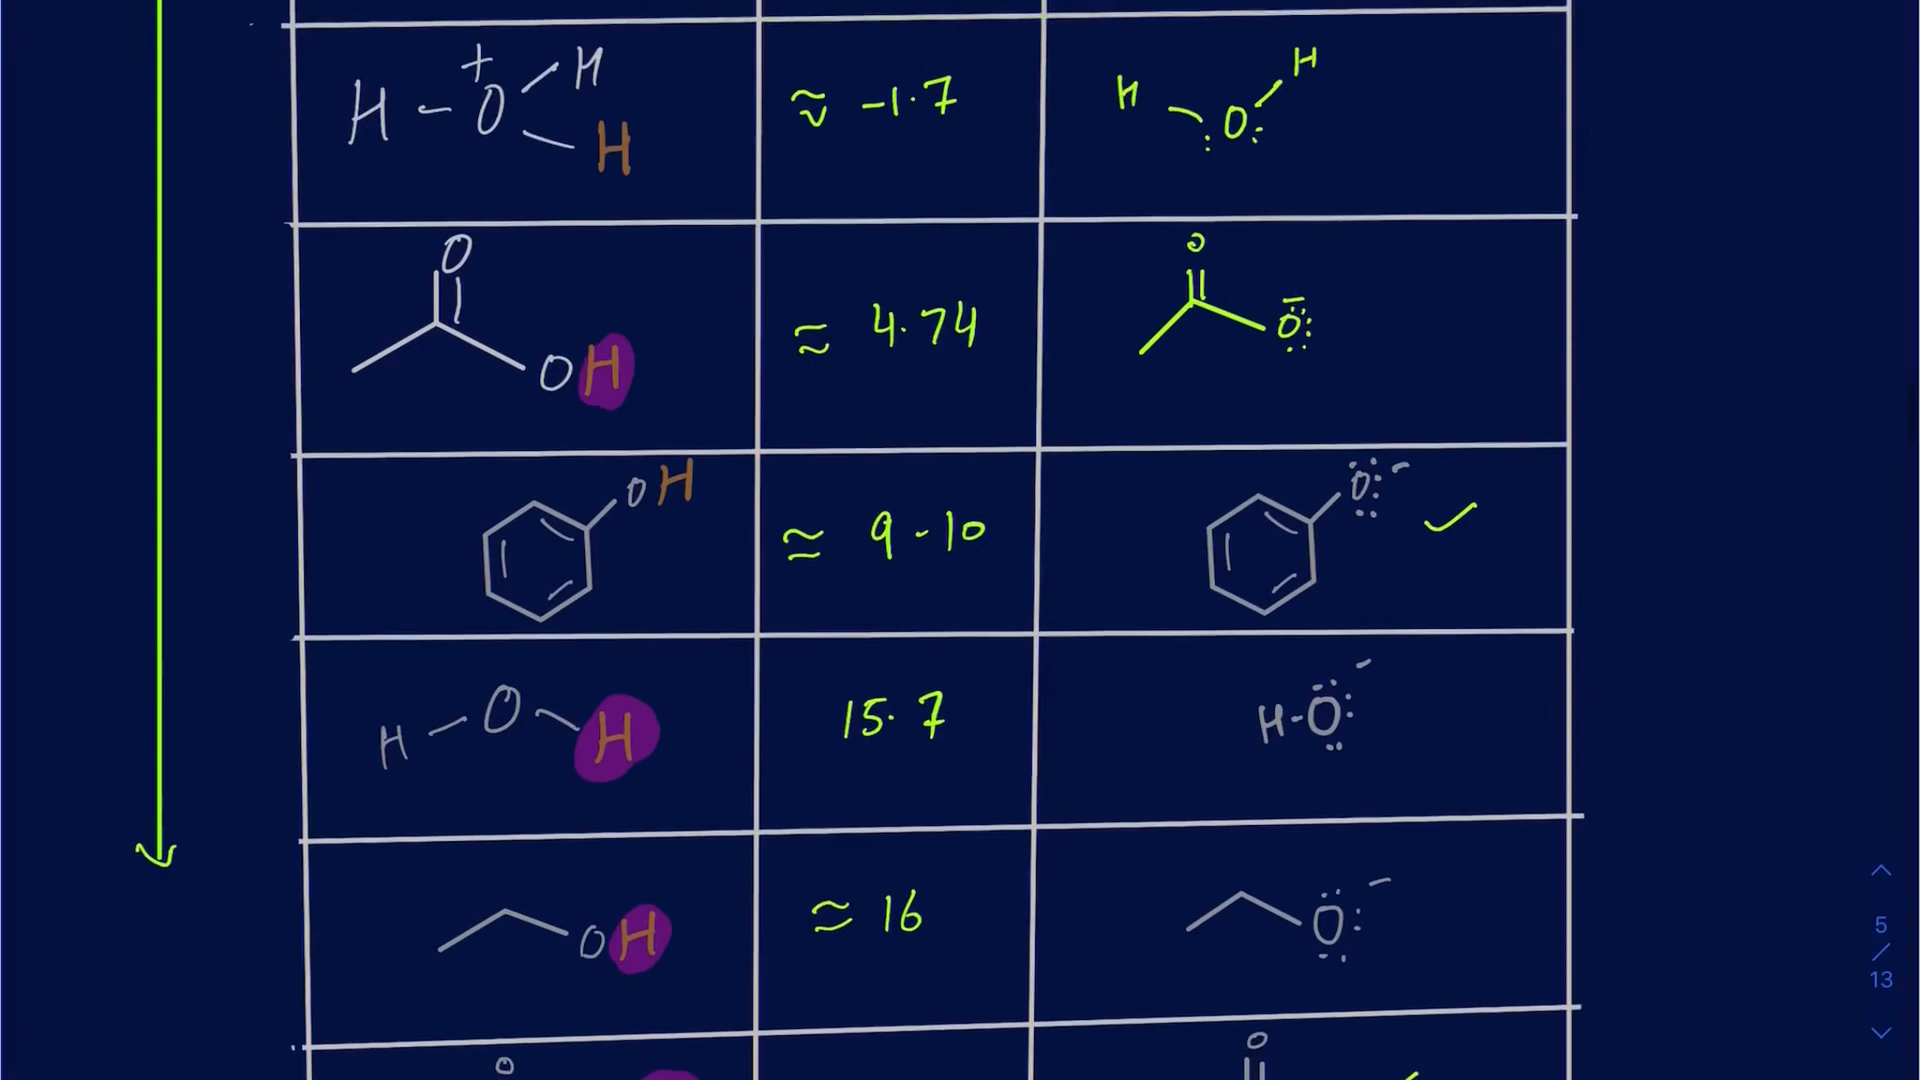 +
H - O - H
H
≈ -1.7
H O H
O
OH
≈ 4.74
O
O -
OH
≈ 9-10
O -
H - O - H
15.7
H-O -
OH
≈ 16
O -
O
O
5
/
13